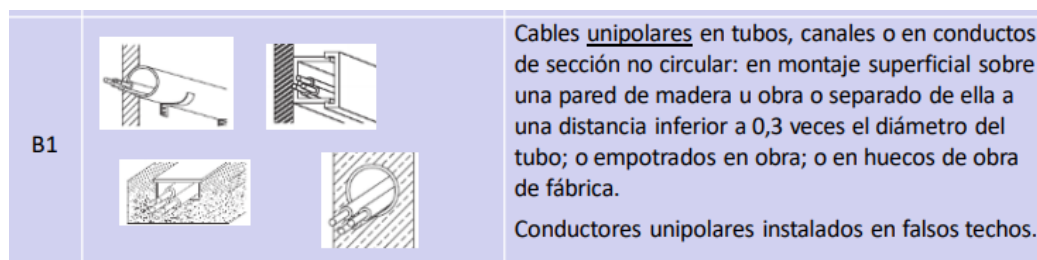 B1
Cables unipolares en tubos, canales o en conductos
de sección no circular: en montaje superficial sobre
una pared de madera u obra o separado de ella a
una distancia inferior a 0,3 veces el diámetro del
tubo; o empotrados en obra; o en huecos de obra
de fábrica.
Conductores unipolares instalados en falsos techos.